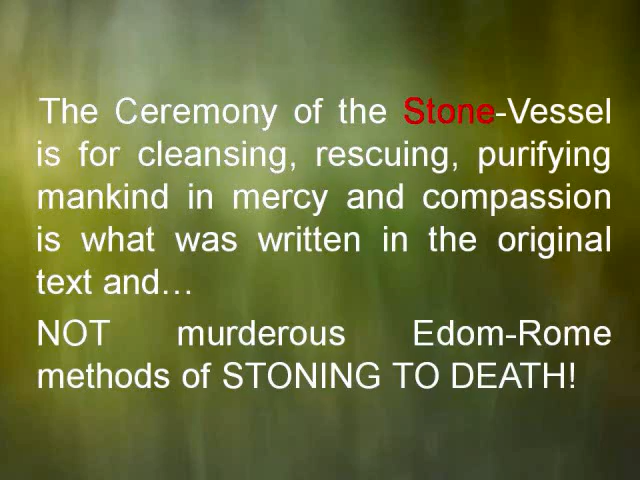 The Ceremony of the Stone-Vessel
is for cleansing, rescuing, purifying
mankind in mercy and compassion
is what was written in the original
text and…
NOT murderous Edom-Rome
methods of STONING TO DEATH!